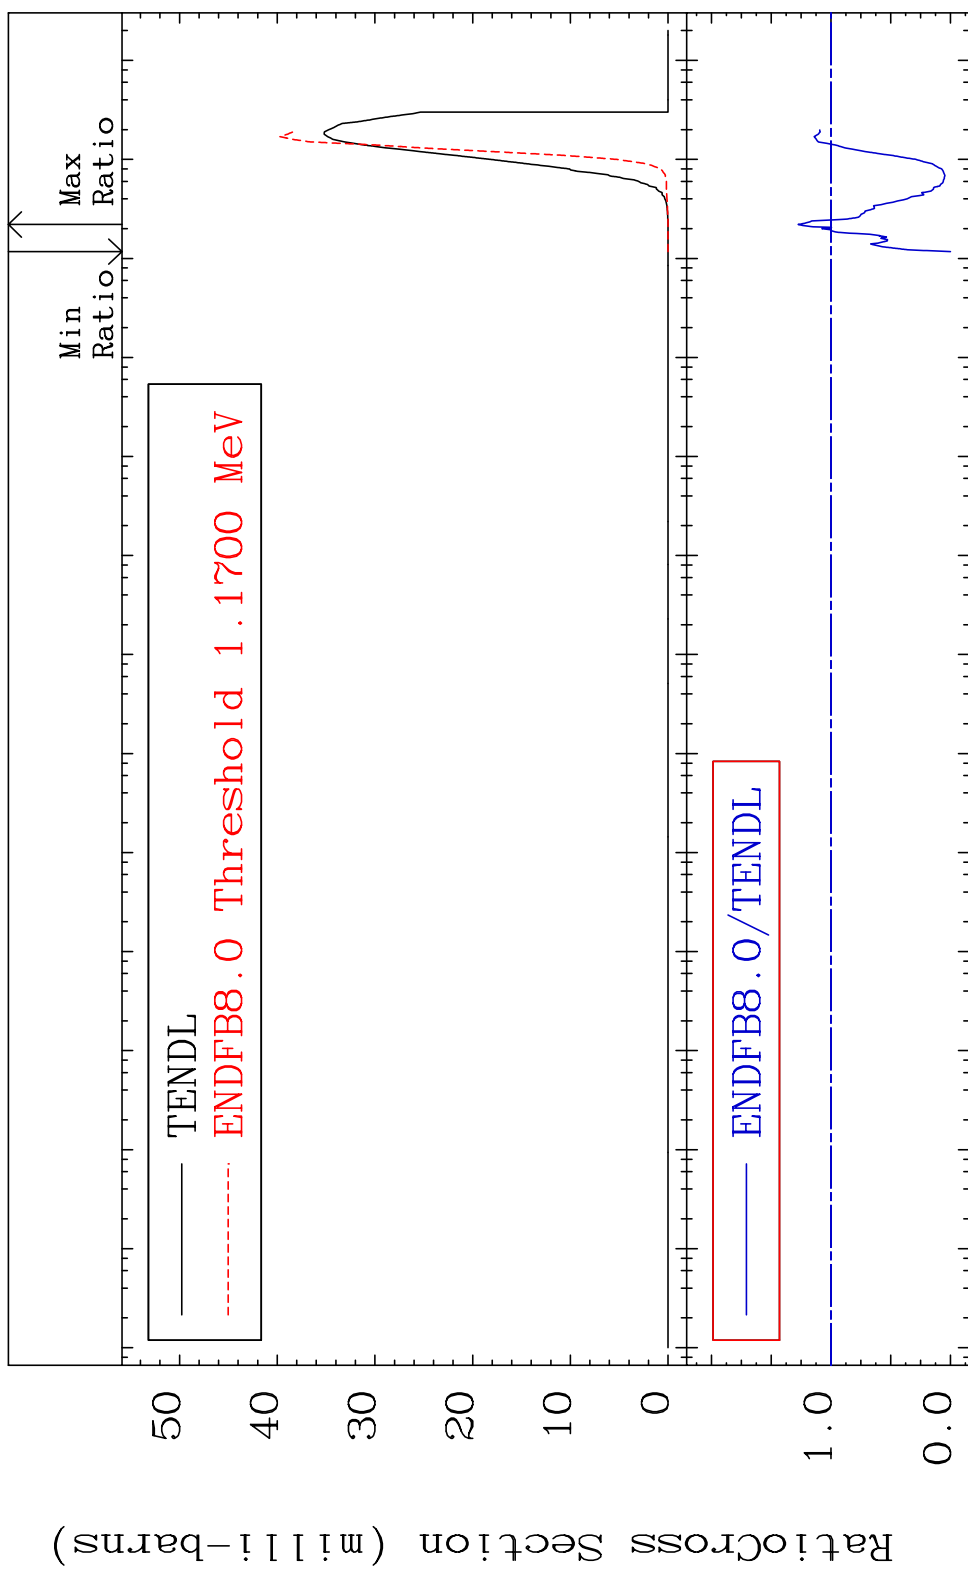 Max
Ratio
Min
Ratio
TENDL
ENDFB8.0 Threshold 1.1700 MeV
50
40
30
20
10
0
Cross Section (milli-barns)
ENDFB8.0/TENDL
1.0
0.0
Ratio